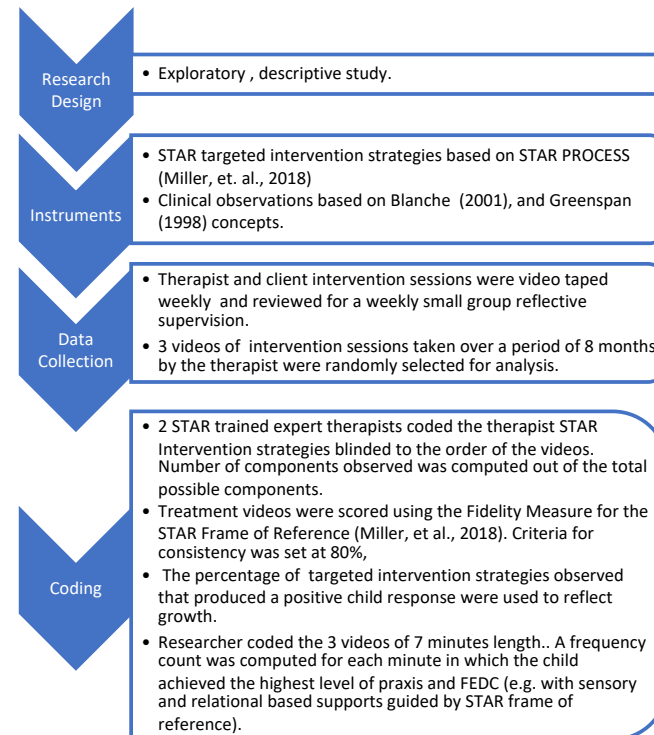 Research
Design
• Exploratory , descriptive study.
Instruments
• STAR targeted intervention strategies based on STAR PROCESS
(Miller, et. al., 2018)
• Clinical observations based on Blanche (2001), and Greenspan
(1998) concepts.
Data
Collection
• Therapist and client intervention sessions were video taped
weekly and reviewed for a weekly small group reflective
supervision.
• 3 videos of intervention sessions taken over a period of 8 months
by the therapist were randomly selected for analysis.
Coding
• 2 STAR trained expert therapists coded the therapist STAR
Intervention strategies blinded to the order of the videos.
Number of components observed was computed out of the total
possible components.
• Treatment videos were scored using the Fidelity Measure for the
STAR Frame of Reference (Miller, et al., 2018). Criteria for
consistency was set at 80%,
• The percentage of targeted intervention strategies observed
that produced a positive child response were used to reflect
growth.
• Researcher coded the 3 videos of 7 minutes length.. A frequency
count was computed for each minute in which the child
achieved the highest level of praxis and FEDC (e.g. with sensory
and relational based supports guided by STAR frame of
reference).